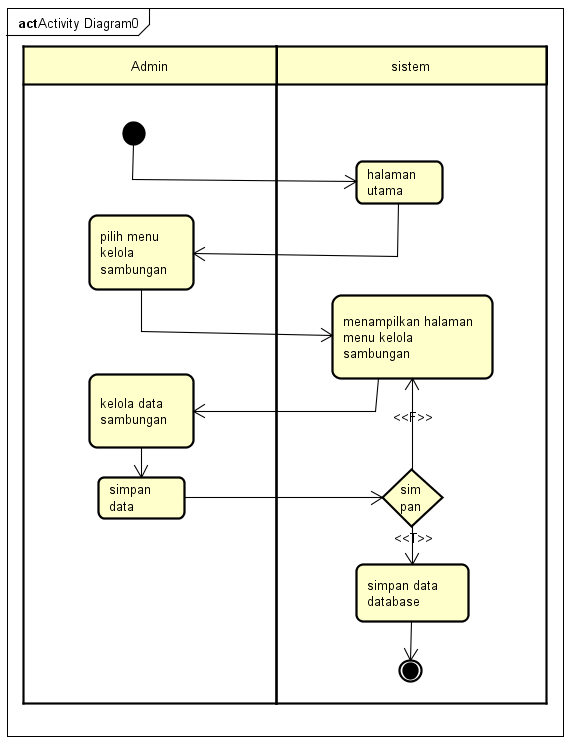 actActivity Diagram0
Admin
sistem
halaman
utama
pilih menu
kelola
sambungan
menampilkan halaman
menu kelola
sambungan
kelola data
sambungan
<<F>>
simpan
data
sim
pan
<<T>>
simpan data
database